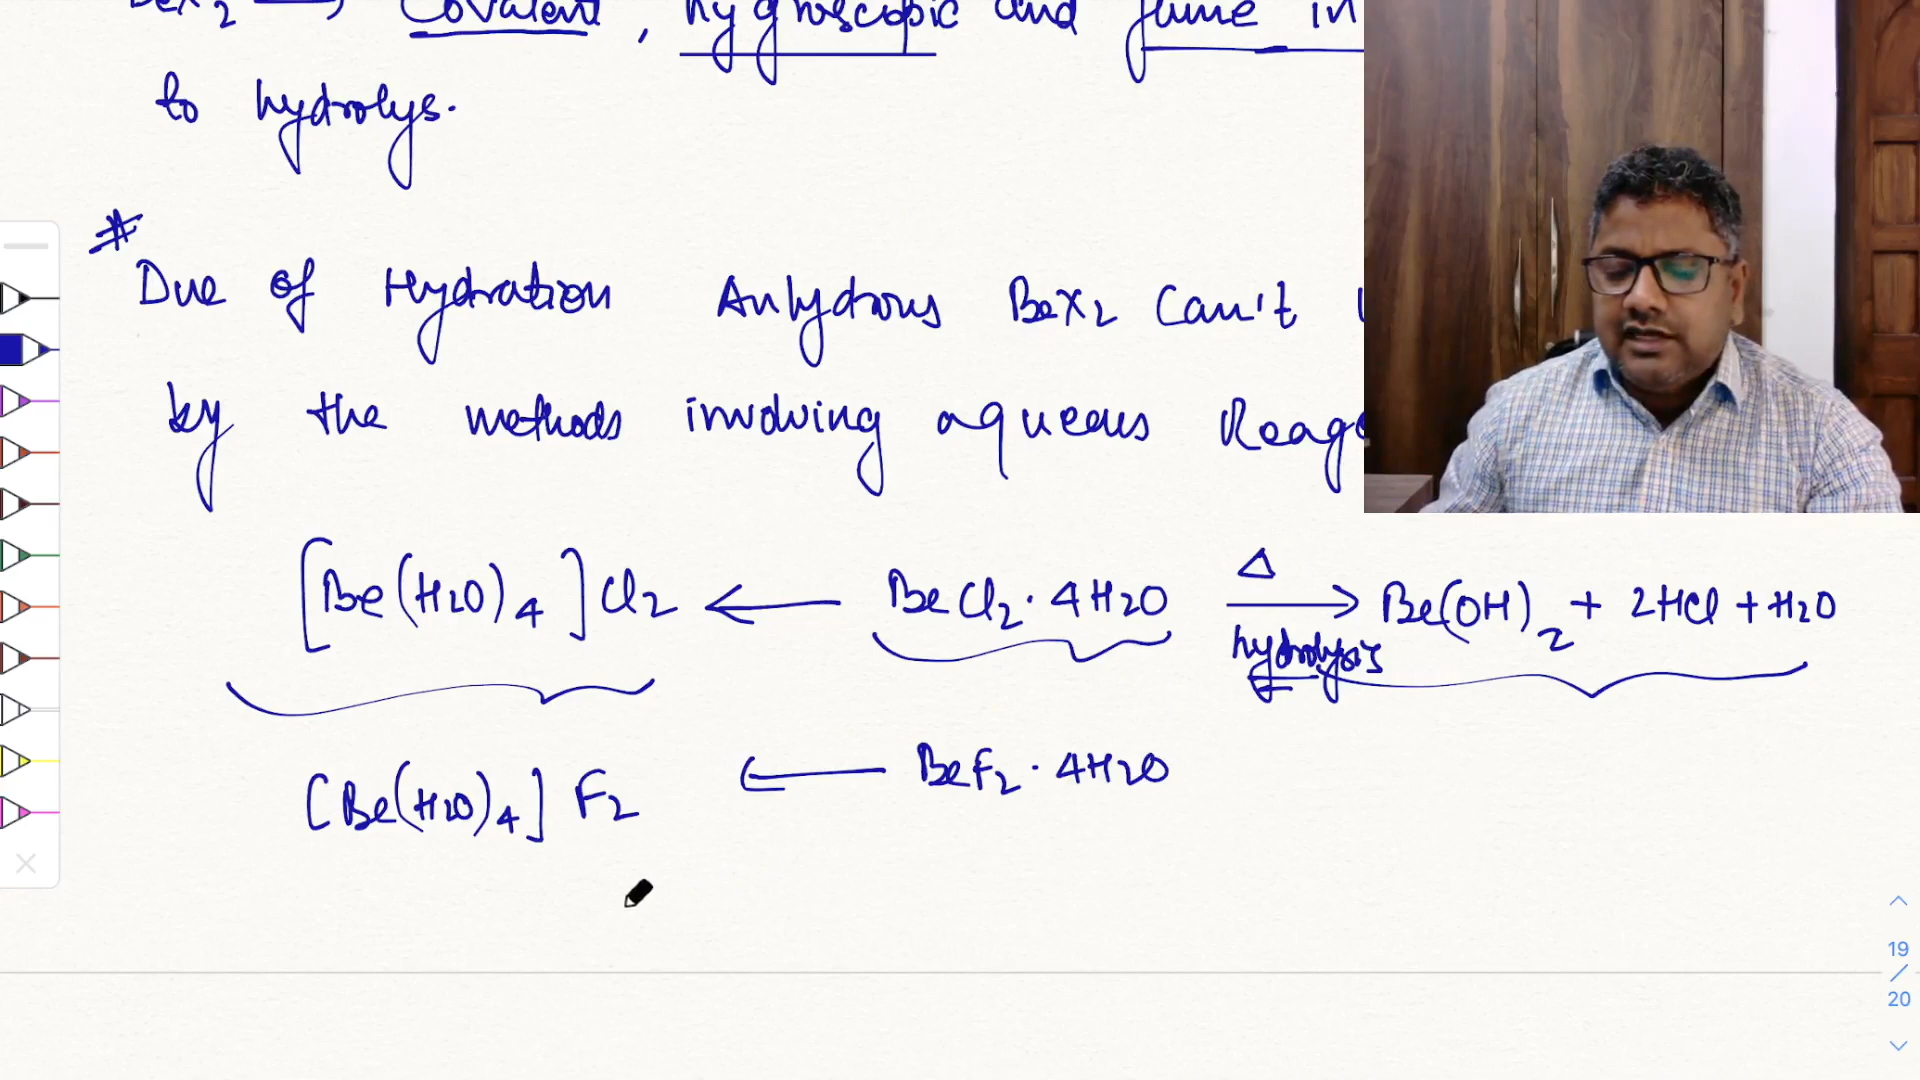 BeX2 → Covalent, hygroscopic and fume in
to hydrolys.
* Due of Hydration Anhydrous BeX2 Can't
by the methods involving aqueous Reage
[Be(H2O)4]Cl2 ← BeCl2·4H2O Δ → hydrolysis Be(OH)2 + 2HCl + H2O
[Be(H2O)4] F2 ← BeF2·4H2O
19
/
20